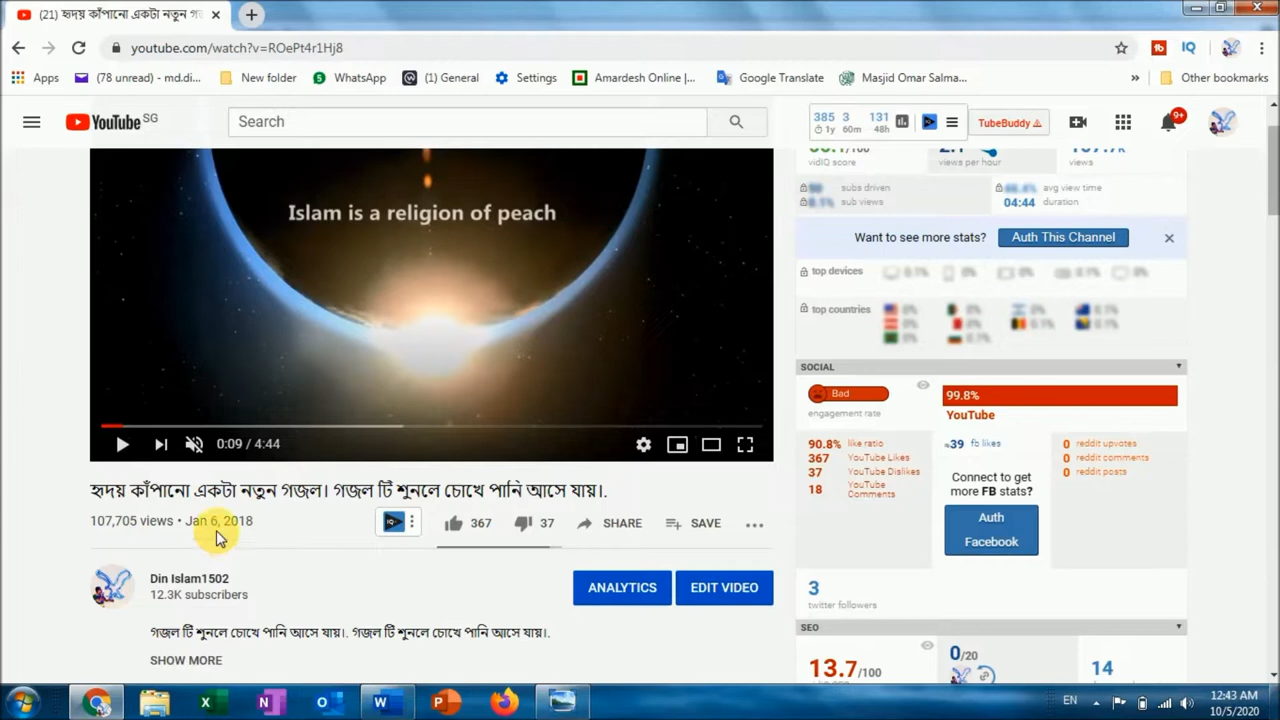 (21) হৃদয় কাঁপানো একটা নতুন গজ
youtube.com/watch?v=ROePt4r1Hj8
IQ
Apps
(78 unread) - md.di...
New folder
WhatsApp
(1) General
Settings
Amardesh Online |...
Google Translate
Masjid Omar Salma...
»
Other bookmarks
YouTube SG
Search
385 3 131
1y 60m 48h
TubeBuddy
9+
/100
vidIQ score
views per hour
views
subs driven
sub views
avg view time
04:44 duration
Want to see more stats?
Auth This Channel
top devices
top countries
Islam is a religion of peach
0:09 / 4:44
SOCIAL
Bad
engagement rate
99.8%
YouTube
90.8% like ratio
367 YouTube Likes
37 YouTube Dislikes
18 YouTube Comments
≈39 fb likes
Connect to get
more FB stats?
Auth
Facebook
0 reddit upvotes
0 reddit comments
0 reddit posts
3
twitter followers
SEO
13.7/100
0/20
14
হৃদয় কাঁপানো একটা নতুন গজল। গজল টি শুনলে চোখে পানি আসে যায়।.
107,705 views • Jan 6, 2018
IQ
367
37
SHARE
SAVE
Din Islam1502
12.3K subscribers
ANALYTICS
EDIT VIDEO
গজল টি শুনলে চোখে পানি আসে যায়।. গজল টি শুনলে চোখে পানি আসে যায়।.
SHOW MORE
EN
12:43 AM
10/5/2020